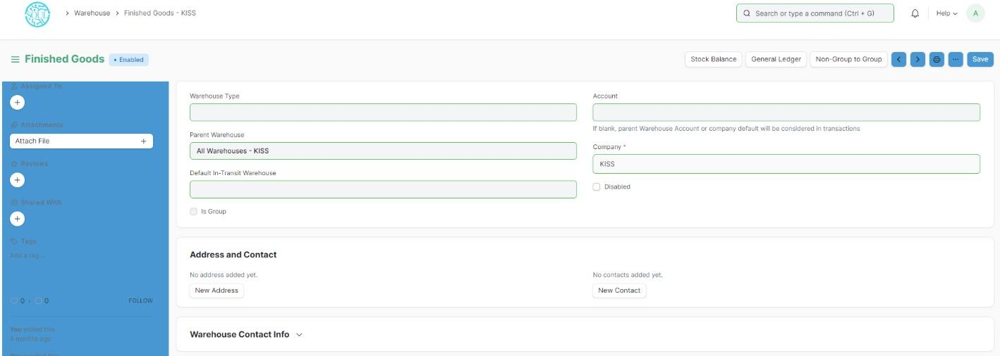 SOUL
Warehouse
Finished Goods - KISS
Search or type a command (Ctrl + G)
Help
A
Finished Goods
Enabled
Stock Balance
General Ledger
Non-Group to Group
Save
Assigned To
Attachments
Attach File
Reviews
Shared With
Tags
Add a tag...
0 · 0
FOLLOW
You edited this
4 months ago
Warehouse Type
Parent Warehouse
All Warehouses - KISS
Default In-Transit Warehouse
Is Group
Account
If blank, parent Warehouse Account or company default will be considered in transactions
Company *
KISS
Disabled
Address and Contact
No address added yet.
New Address
No contacts added yet.
New Contact
Warehouse Contact Info